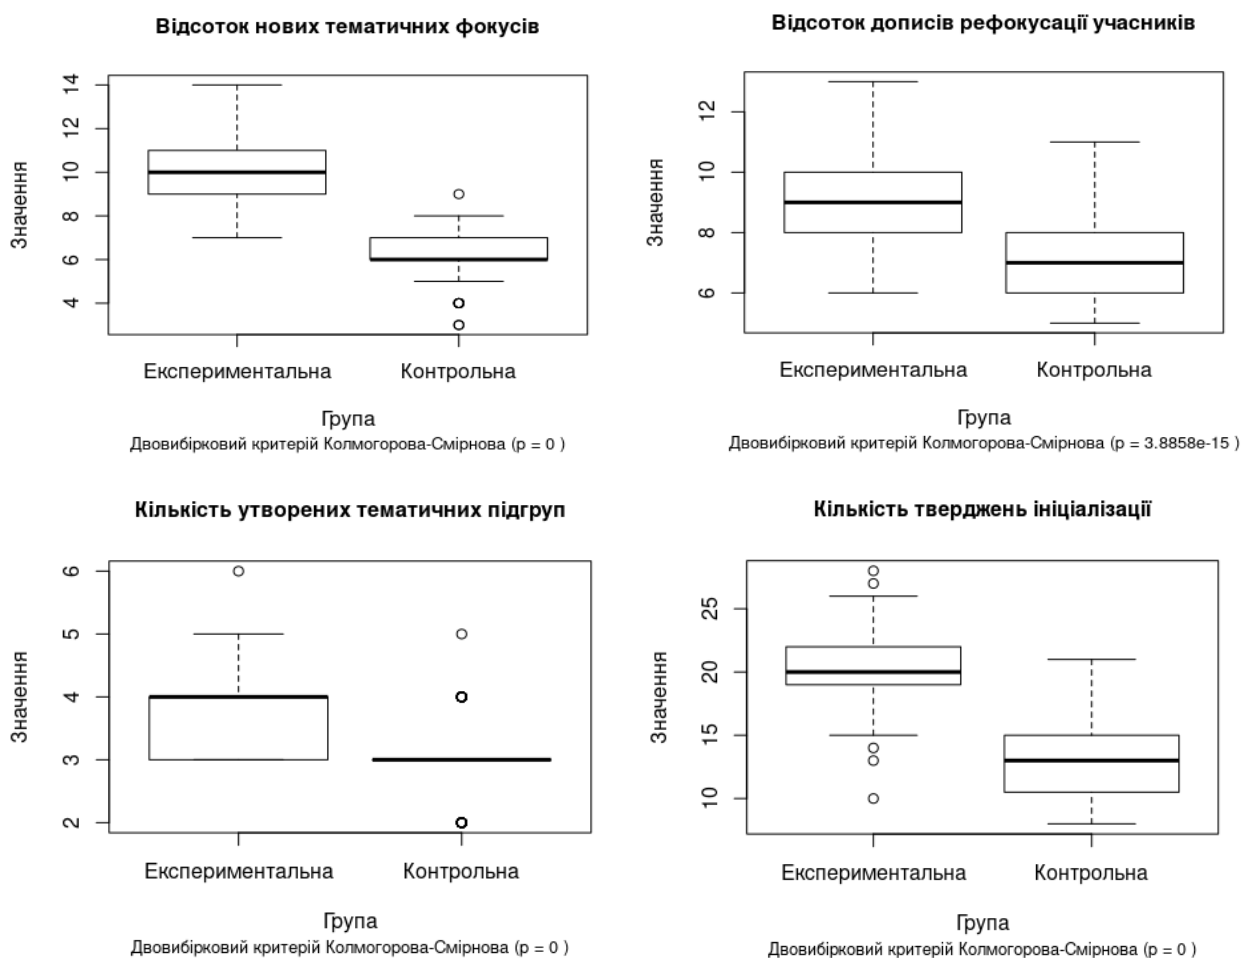 Відсоток нових тематичних фокусів
Значення
4
6
8
10
12
14
Експериментальна Контрольна
Група
Двовибірковий критерій Колмогорова-Смірнова (p = 0 )
Відсоток дописів рефокусації учасників
Значення
6
8
10
12
Експериментальна Контрольна
Група
Двовибірковий критерій Колмогорова-Смірнова (p = 3.8858e-15 )
Кількість утворених тематичних підгруп
Значення
2
3
4
5
6
Експериментальна Контрольна
Група
Двовибірковий критерій Колмогорова-Смірнова (p = 0 )
Кількість тверджень ініціалізації
Значення
10
15
20
25
Експериментальна Контрольна
Група
Двовибірковий критерій Колмогорова-Смірнова (p = 0 )